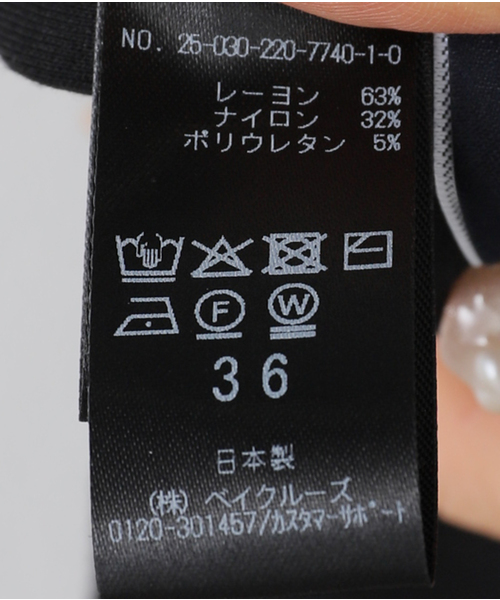 NO. 25-030-220-7740-1-0
レーヨン 63%
ナイロン 32%
ポリウレタン 5%
F W
36
日本製
(株) ベイクルーズ
0120-301457/カスタマーサポート